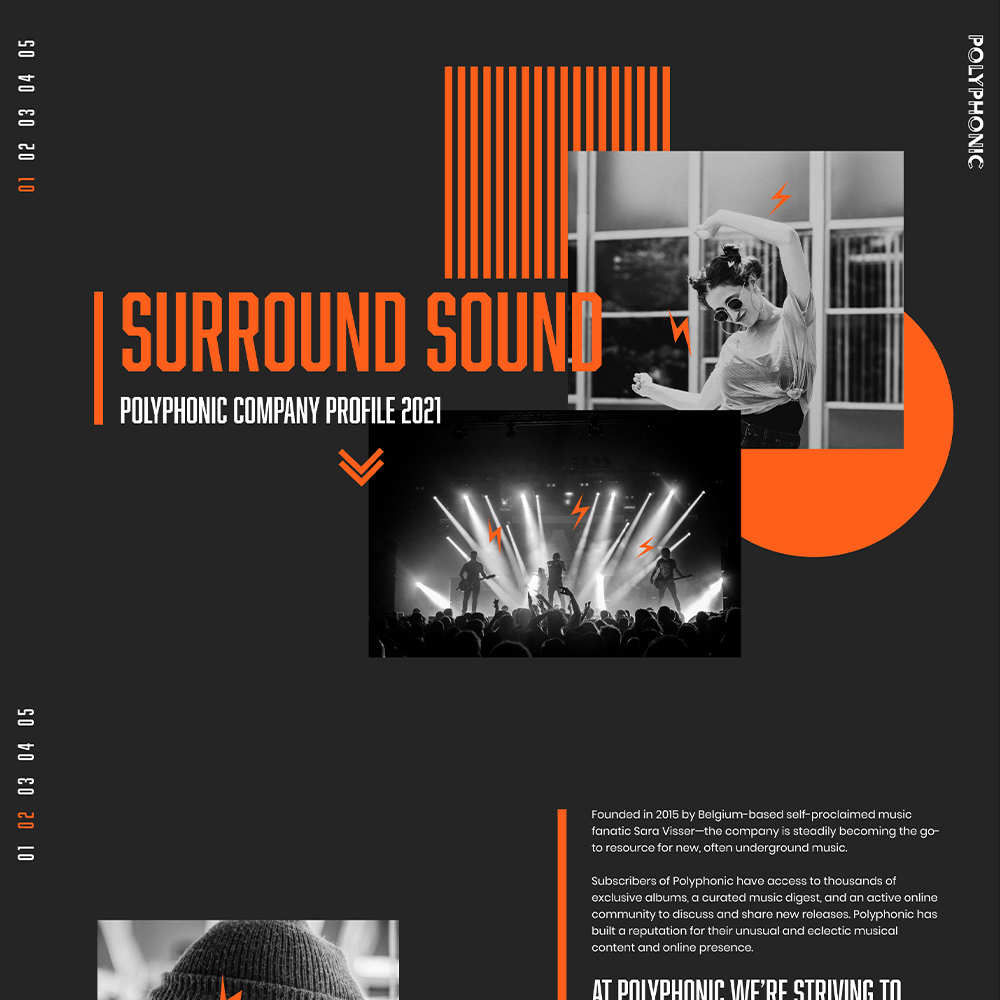 01 02 03 04 05
POLYPHONIC
SURROUND SOUND
POLYPHONIC COMPANY PROFILE 2021
01 02 03 04 05
Founded in 2015 by Belgium-based self-proclaimed music
fanatic Sara Visser—the company is steadily becoming the go-
to resource for new, often underground music.
Subscribers of Polyphonic have access to thousands of
exclusive albums, a curated music digest, and an active online
community to discuss and share new releases. Polyphonic has
built a reputation for their unusual and eclectic musical
content and online presence.
AT POLYPHONIC WE'RE STRIVING TO